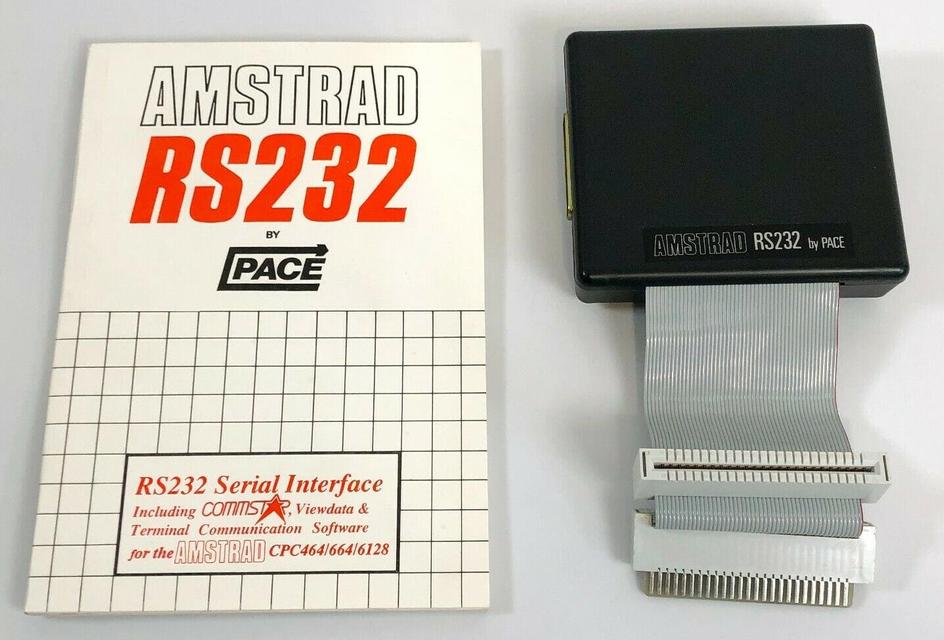 AMSTRAD
RS232
BY
PACE
RS232 Serial Interface
Including COMMSTAR, Viewdata &
Terminal Communication Software
for the AMSTRAD CPC464/664/6128
AMSTRAD RS232 by PACE